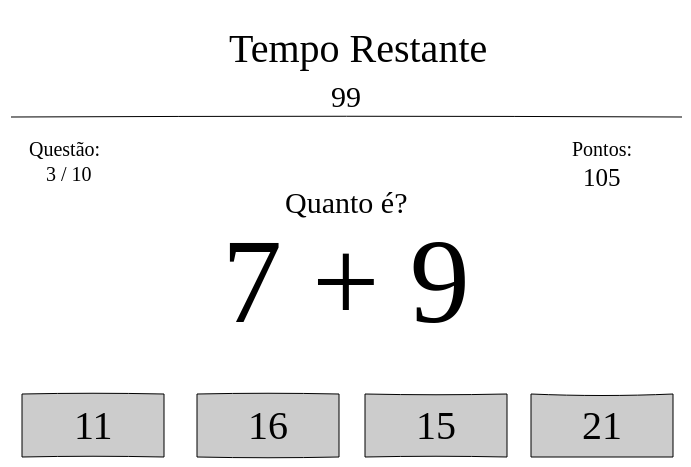 Tempo Restante
99
Questão:
3 / 10
Pontos:
105
Quanto é?
7 + 9
11
16
15
21